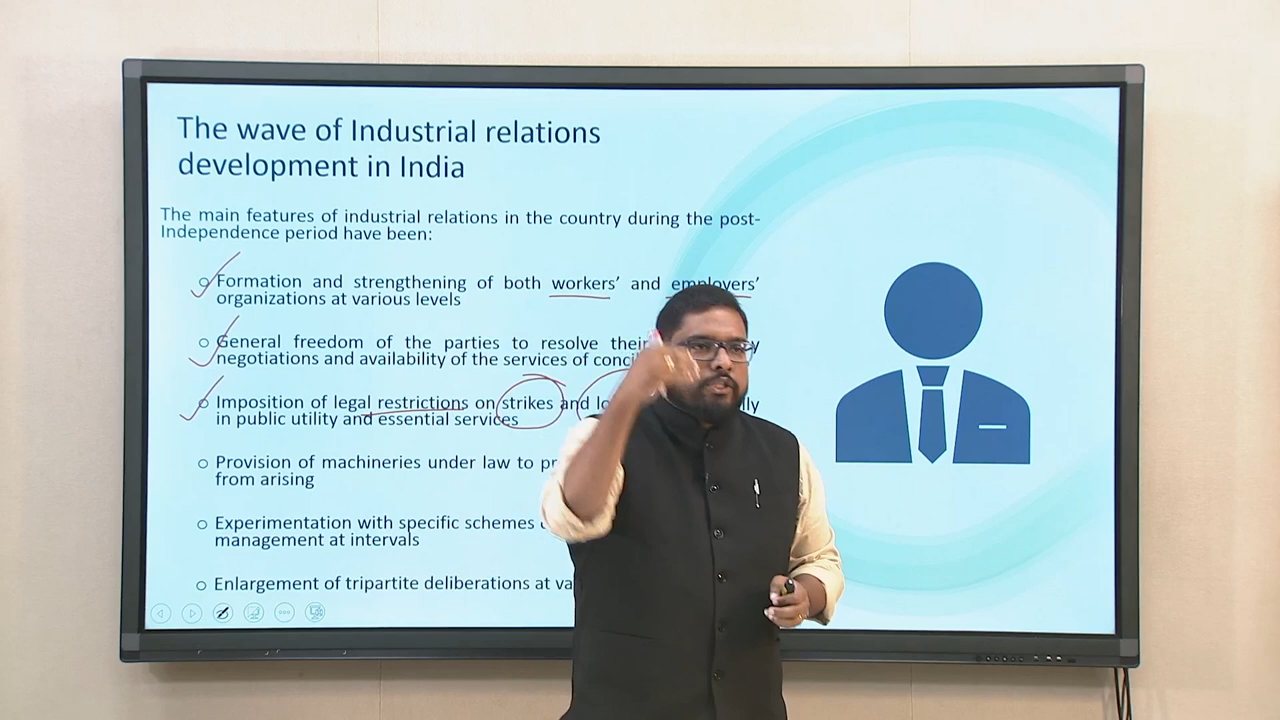 The wave of Industrial relations
development in India
The main features of industrial relations in the country during the post-
Independence period have been:
Formation and strengthening of both workers' and employers'
organizations at various levels
General freedom of the parties to resolve their
negotiations and availability of the services of
Imposition of legal restrictions on strikes and
in public utility and essential services
Provision of machineries under law to
from arising
Experimentation with specific schemes
management at intervals
Enlargement of tripartite deliberations at